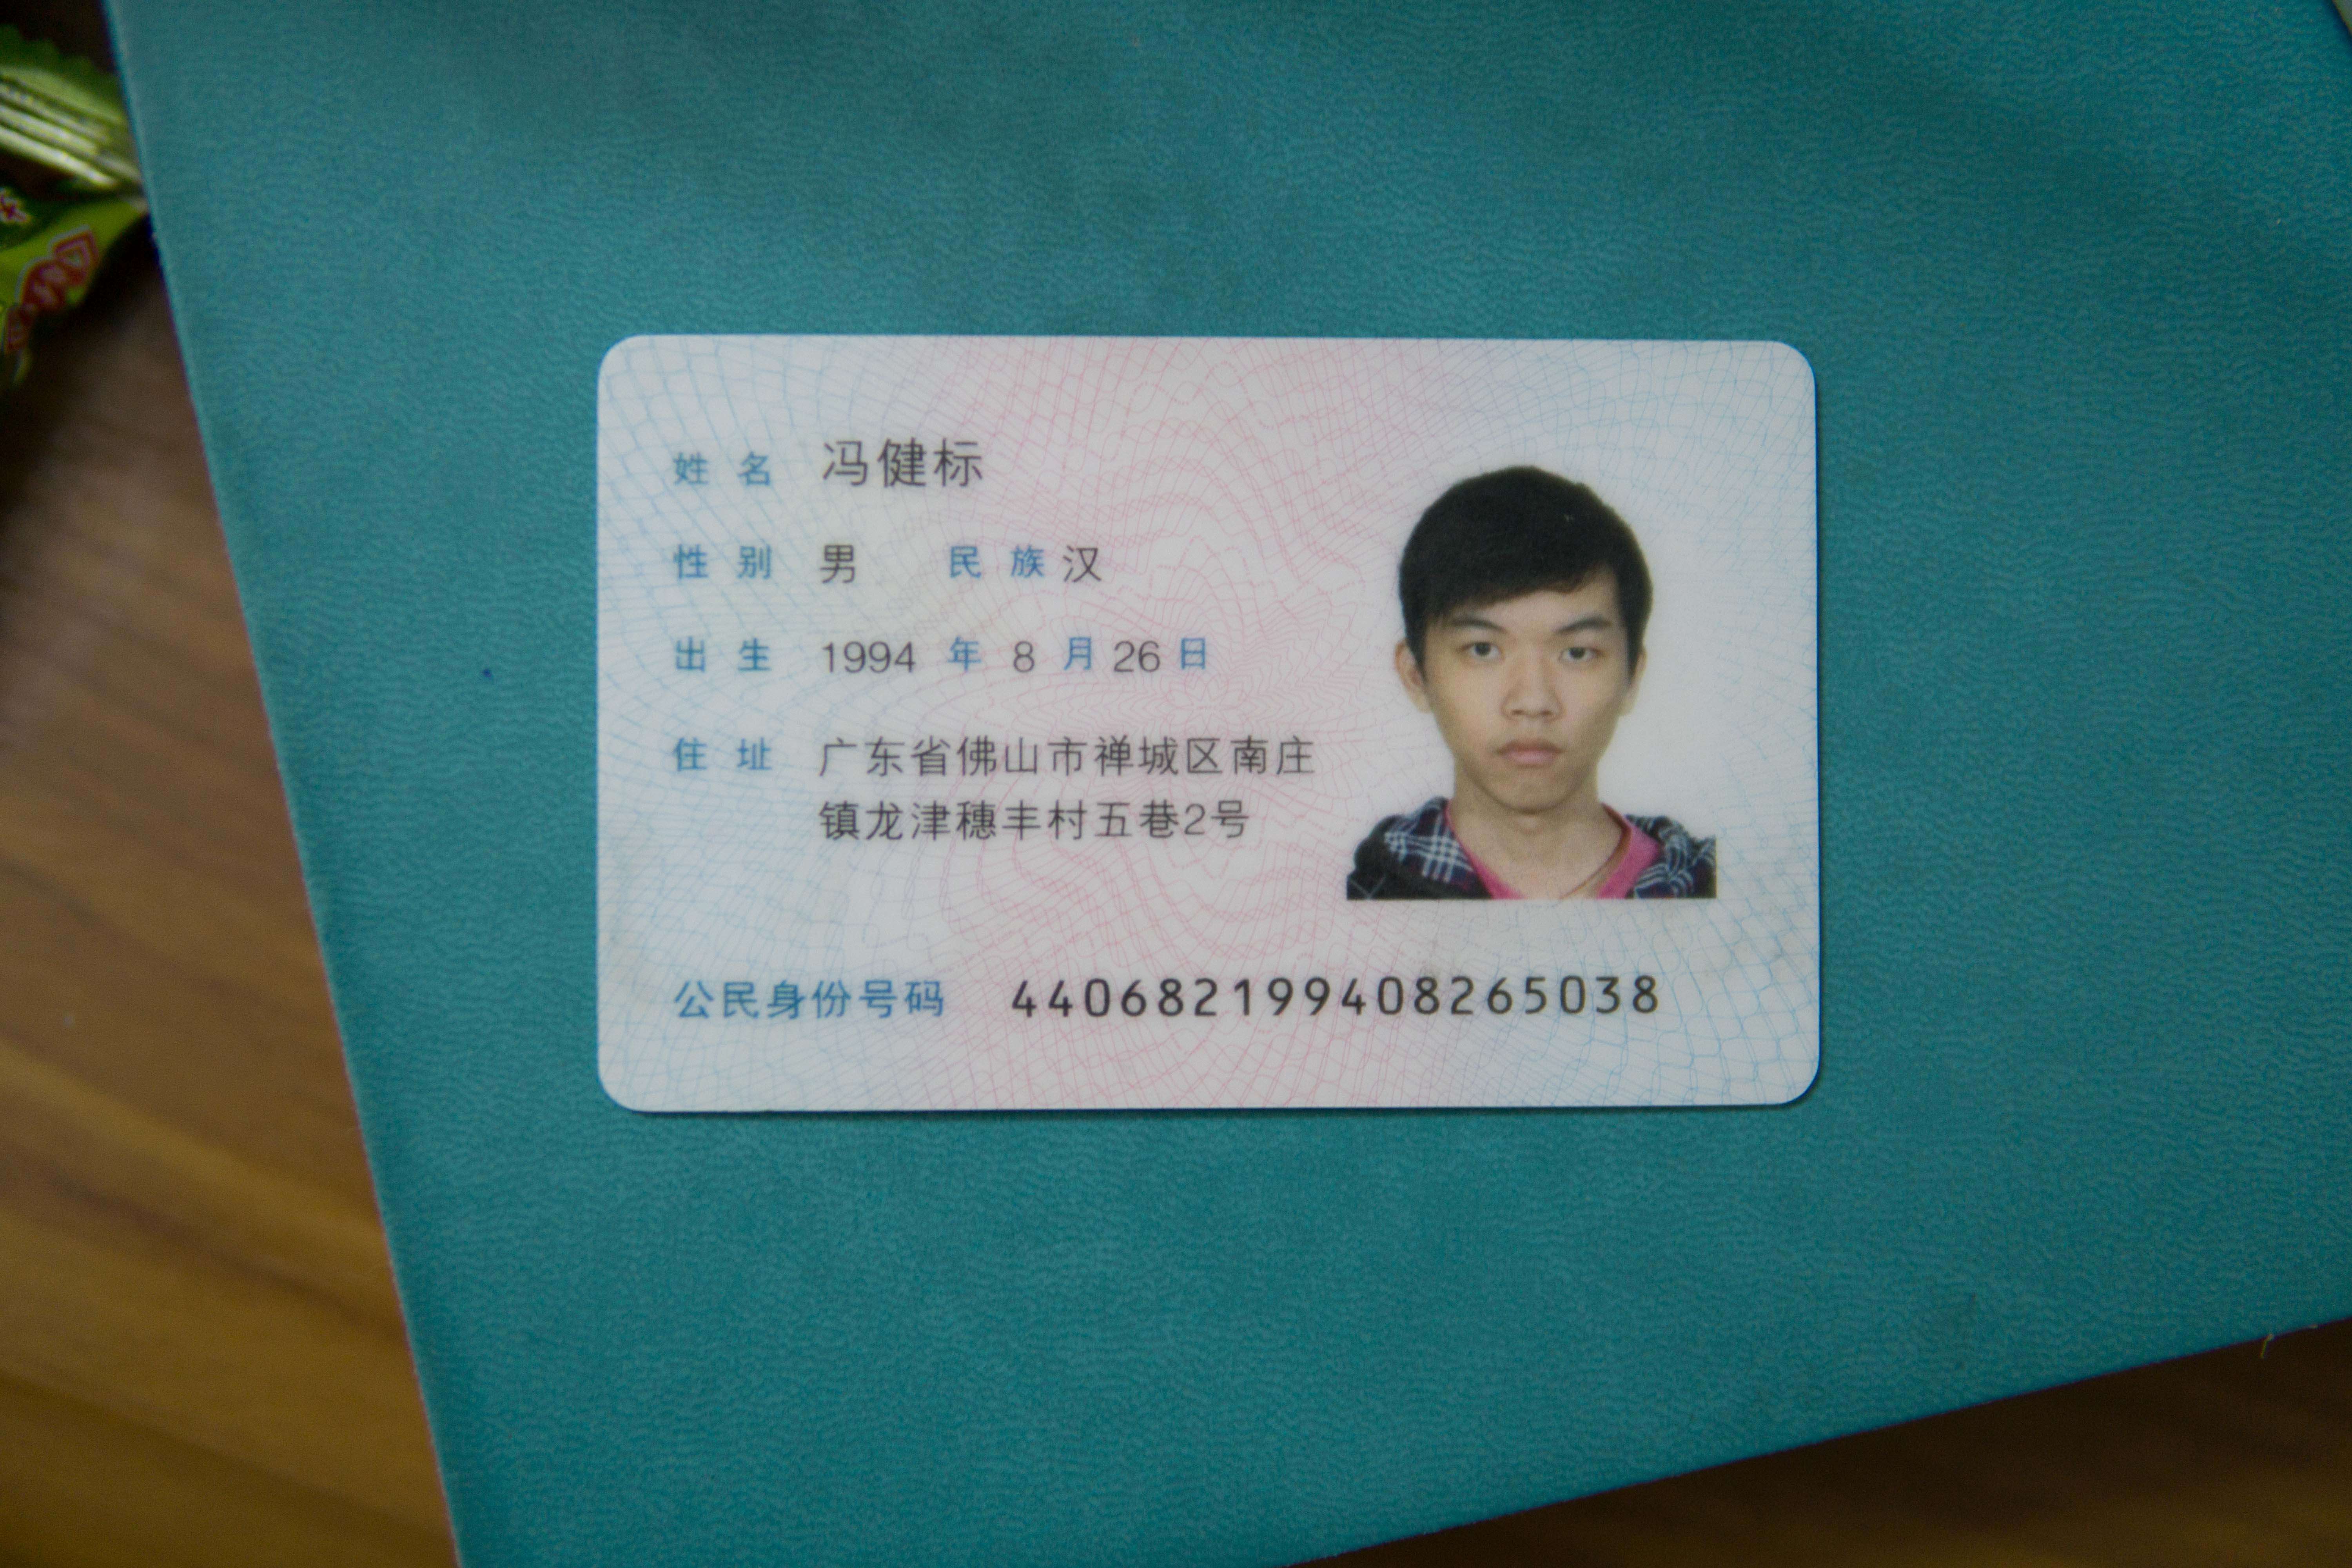 姓名 冯健标
性别 男 民族 汉
出生 1994 年 8 月 26 日
住址 广东省佛山市禅城区南庄
镇龙津穗丰村五巷2号
公民身份号码 440682199408265038